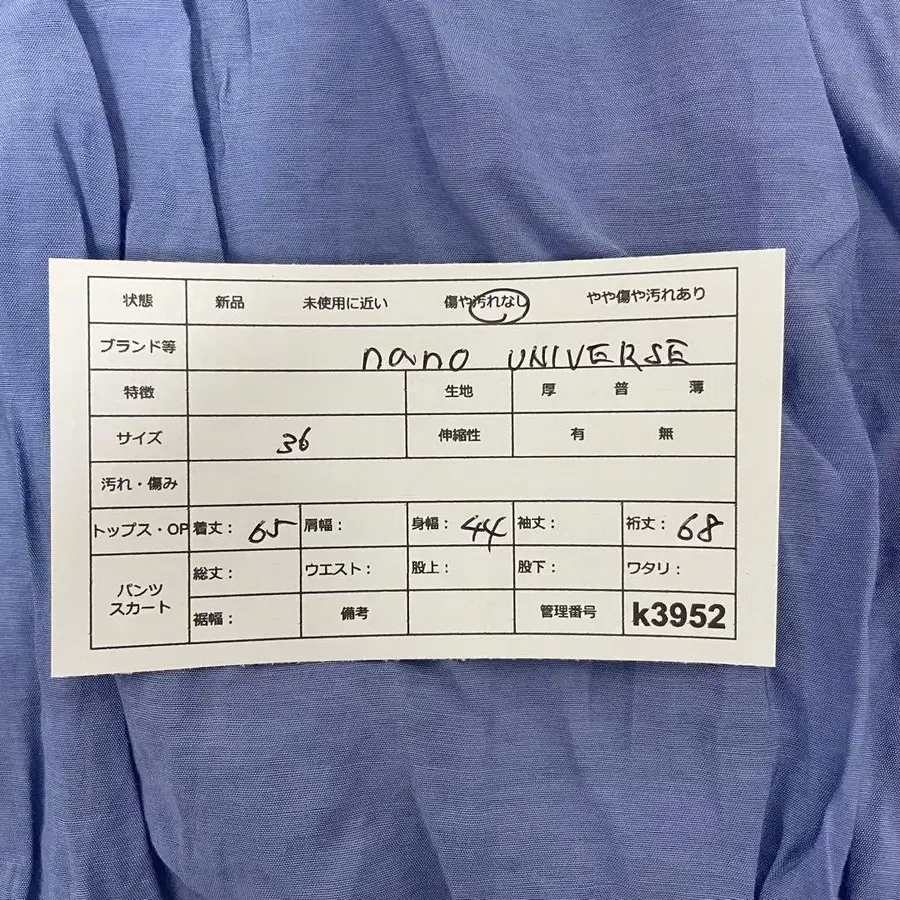 状態 新品 未使用に近い 傷や汚れなし やや傷や汚れあり
ブランド等 nano UNIVERSE
特徴 生地 厚 普 薄
サイズ 36 伸縮性 有 無
汚れ・傷み
トップス・OP 着丈： 65 肩幅： 身幅： 44 袖丈： 裄丈： 68
パンツ スカート 総丈： ウエスト： 股上： 股下： ワタリ：
裾幅： 備考 管理番号 k3952